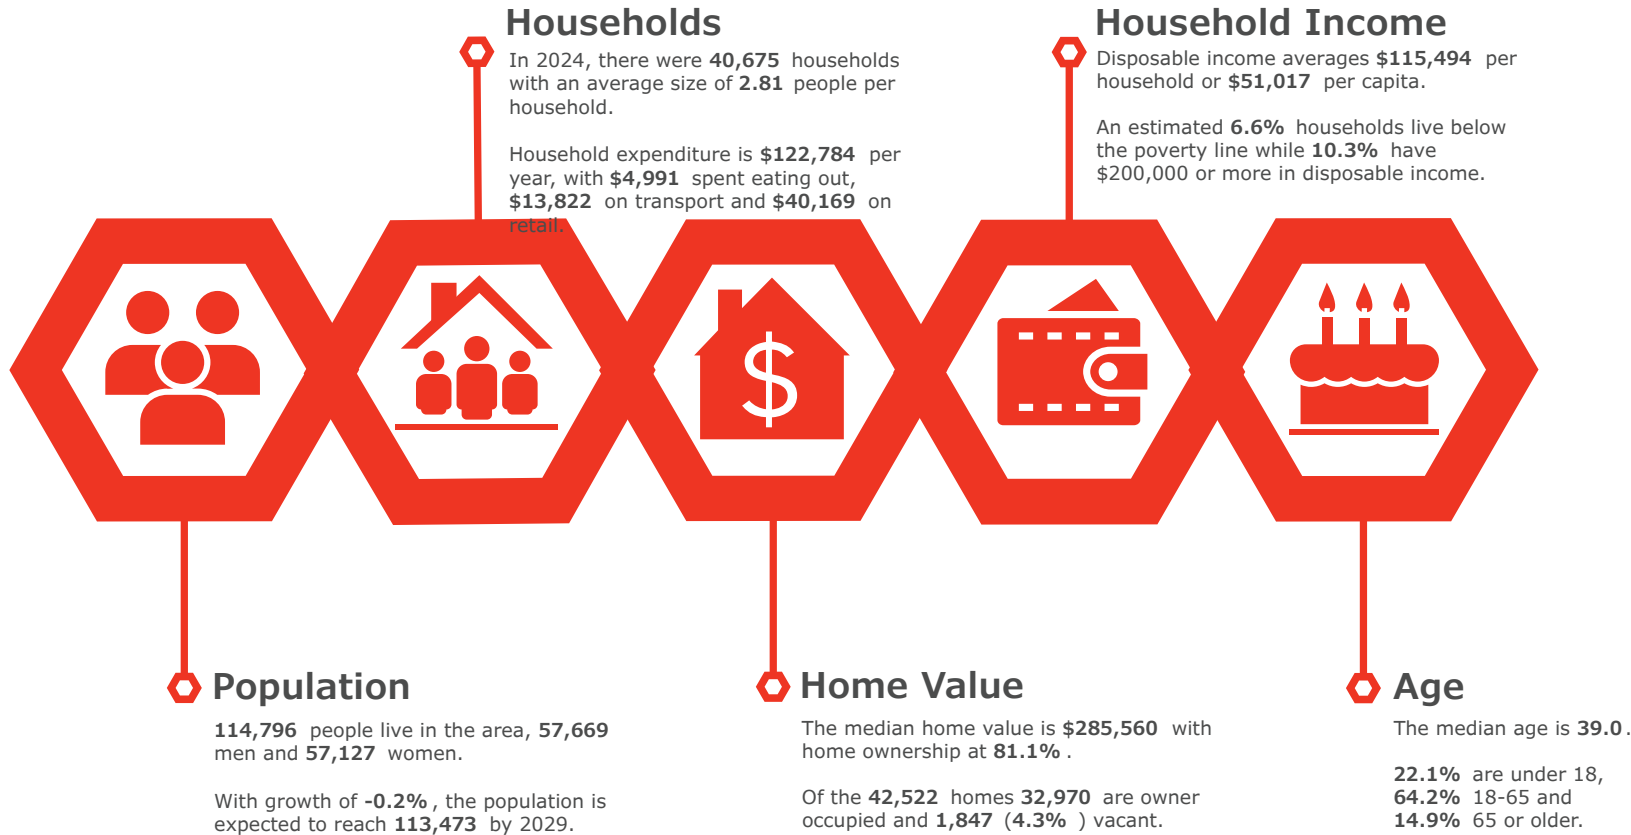 Households
In 2024, there were 40,675 households
with an average size of 2.81 people per
household.
Household expenditure is $122,784 per
year, with $4,991 spent eating out,
$13,822 on transport and $40,169 on
retail.
Household Income
Disposable income averages $115,494 per
household or $51,017 per capita.
An estimated 6.6% households live below
the poverty line while 10.3% have
$200,000 or more in disposable income.
$
Population
114,796 people live in the area, 57,669
men and 57,127 women.
With growth of -0.2% , the population is
expected to reach 113,473 by 2029.
Home Value
The median home value is $285,560 with
home ownership at 81.1% .
Of the 42,522 homes 32,970 are owner
occupied and 1,847 (4.3% ) vacant.
Age
The median age is 39.0 .
22.1% are under 18,
64.2% 18-65 and
14.9% 65 or older.